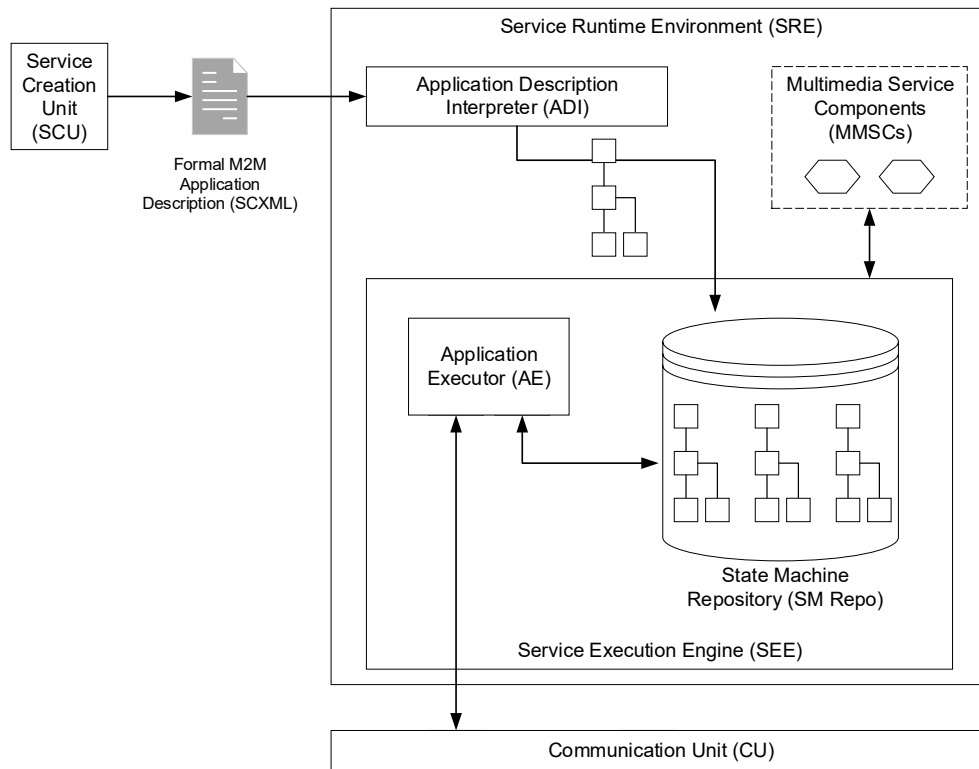 Service Runtime Environment (SRE)
Service
Creation
Unit
(SCU)
Formal M2M
Application
Description (SCXML)
Application Description
Interpreter (ADI)
Multimedia Service
Components
(MMSCs)
Application
Executor (AE)
State Machine
Repository (SM Repo)
Service Execution Engine (SEE)
Communication Unit (CU)